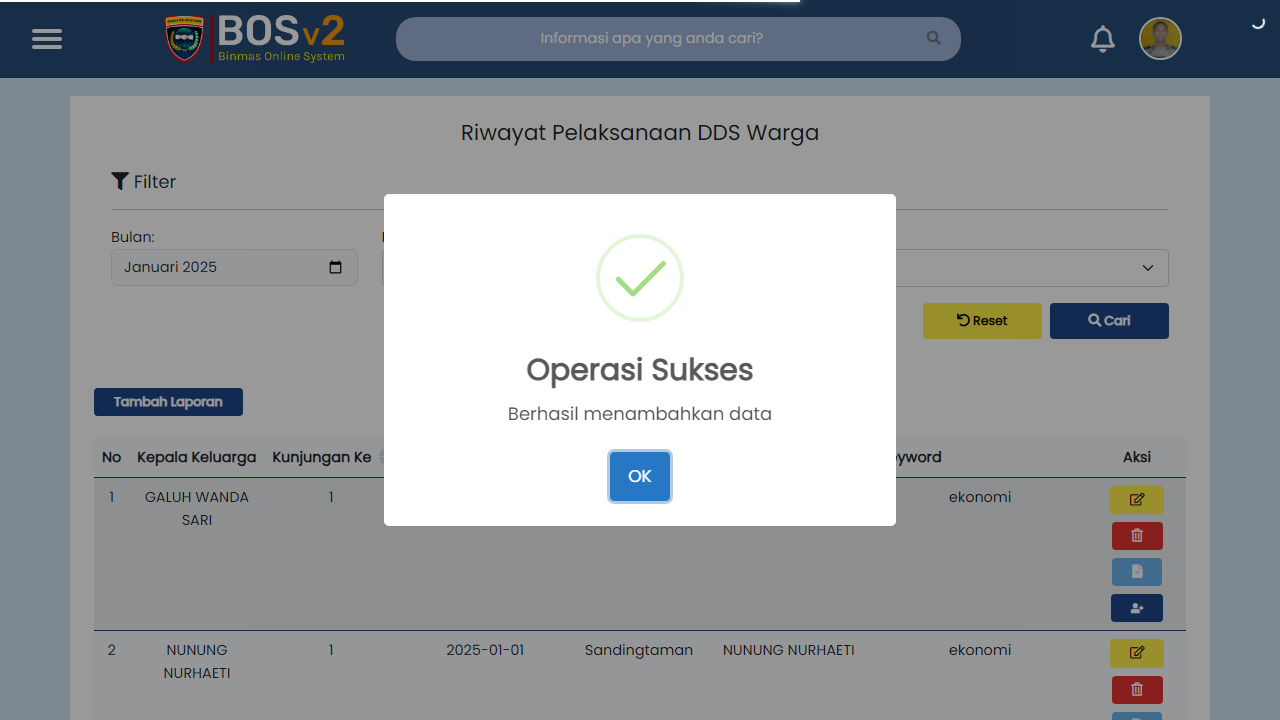 BOSv2
Binmas Online System
Informasi apa yang anda cari?
Riwayat Pelaksanaan DDS Warga
Filter
Bulan:
Januari 2025
Reset
Cari
Operasi Sukses
Berhasil menambahkan data
OK
Tambah Laporan
No Kepala Keluarga Kunjungan Ke Aksi
1 GALUH WANDA SARI 1 ekonomi
2 NUNUNG NURHAETI 1 2025-01-01 Sandingtaman NUNUNG NURHAETI ekonomi